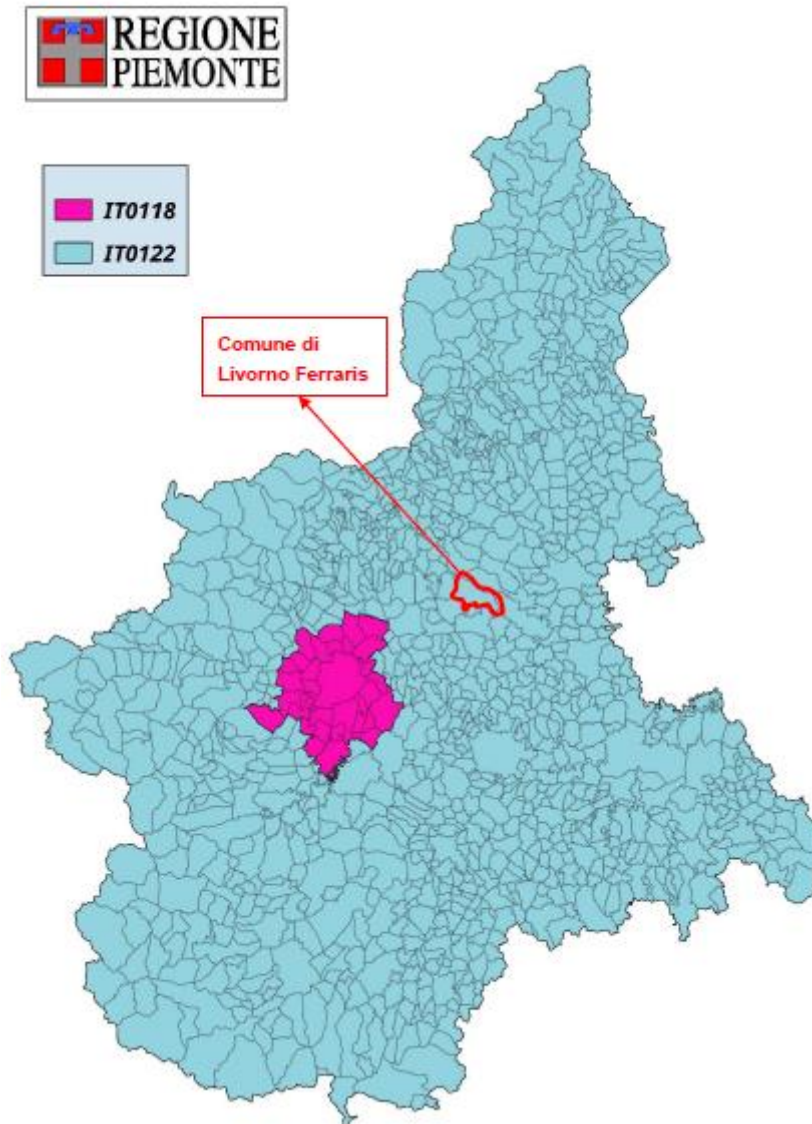 REGIONE
PIEMONTE
IT0118
IT0122
Comune di
Livorno Ferraris